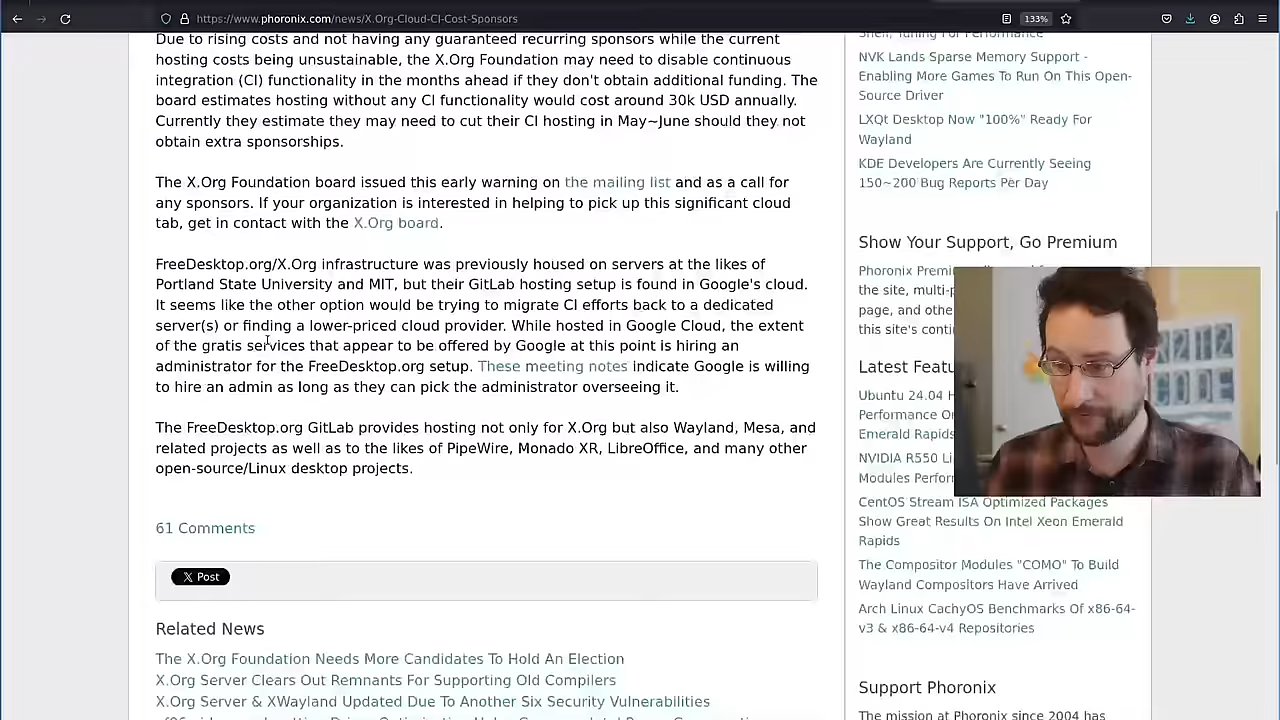 https://www.phoronix.com/news/X.Org-Cloud-CI-Cost-Sponsors
133%
Due to rising costs and not having any guaranteed recurring sponsors while the current
hosting costs being unsustainable, the X.Org Foundation may need to disable continuous
integration (CI) functionality in the months ahead if they don't obtain additional funding. The
board estimates hosting without any CI functionality would cost around 30k USD annually.
Currently they estimate they may need to cut their CI hosting in May~June should they not
obtain extra sponsorships.
The X.Org Foundation board issued this early warning on the mailing list and as a call for
any sponsors. If your organization is interested in helping to pick up this significant cloud
tab, get in contact with the X.Org board.
FreeDesktop.org/X.Org infrastructure was previously housed on servers at the likes of
Portland State University and MIT, but their GitLab hosting setup is found in Google's cloud.
It seems like the other option would be trying to migrate CI efforts back to a dedicated
server(s) or finding a lower-priced cloud provider. While hosted in Google Cloud, the extent
of the gratis services that appear to be offered by Google at this point is hiring an
administrator for the FreeDesktop.org setup. These meeting notes indicate Google is willing
to hire an admin as long as they can pick the administrator overseeing it.
The FreeDesktop.org GitLab provides hosting not only for X.Org but also Wayland, Mesa, and
related projects as well as to the likes of PipeWire, Monado XR, LibreOffice, and many other
open-source/Linux desktop projects.
61 Comments
X Post
Related News
The X.Org Foundation Needs More Candidates To Hold An Election
X.Org Server Clears Out Remnants For Supporting Old Compilers
X.Org Server & XWayland Updated Due To Another Six Security Vulnerabilities
Shell, Tuning For Performance
NVK Lands Sparse Memory Support -
Enabling More Games To Run On This Open-
Source Driver
LXQt Desktop Now "100%" Ready For
Wayland
KDE Developers Are Currently Seeing
150~200 Bug Reports Per Day
Show Your Support, Go Premium
Phoronix
the site, multi-
page, and othe
this site's
Latest
Ubuntu 24.04
Performance
Emerald Rapids
NVIDIA R550
Modules
CentOS Stream ISA Optimized Packages
Show Great Results On Intel Xeon Emerald
Rapids
The Compositor Modules "COMO" To Build
Wayland Compositors Have Arrived
Arch Linux CachyOS Benchmarks Of x86-64-
v3 & x86-64-v4 Repositories
Support Phoronix
The mission at Phoronix since 2004 has